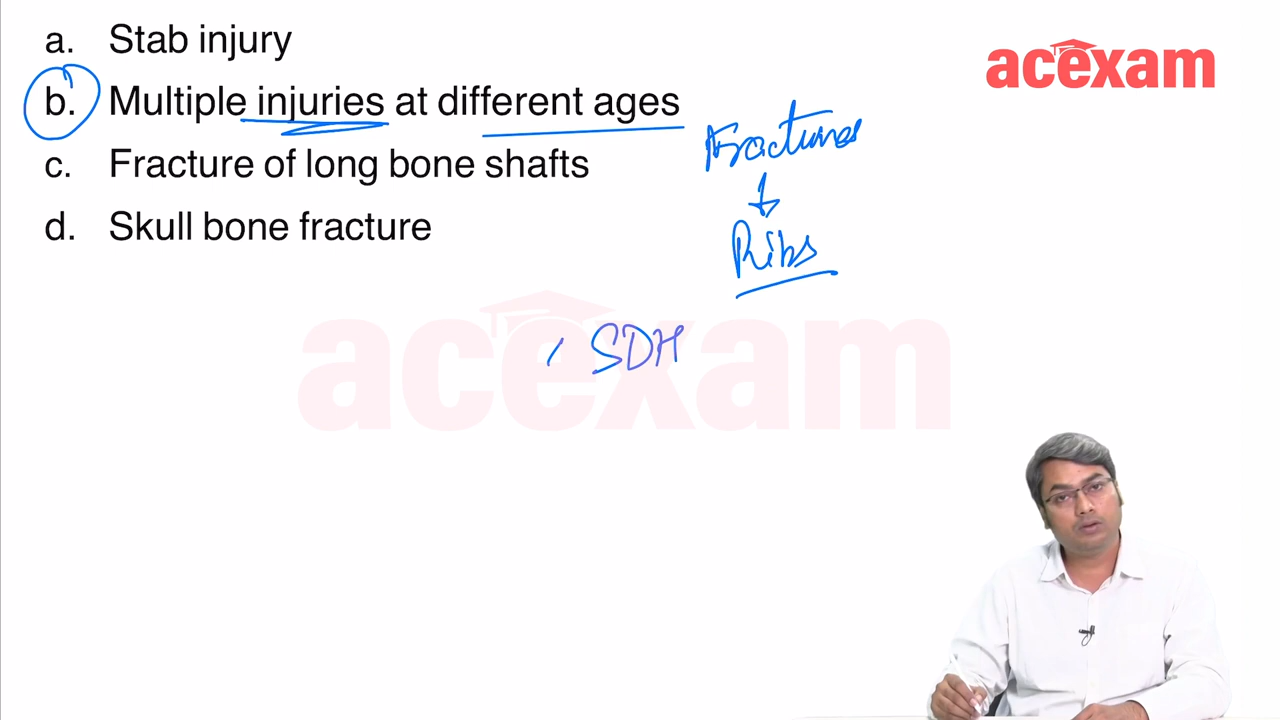 a. Stab injury
acexam
b. Multiple injuries at different ages
Fractures
c. Fracture of long bone shafts
Ribs
d. Skull bone fracture
acexam
SDH